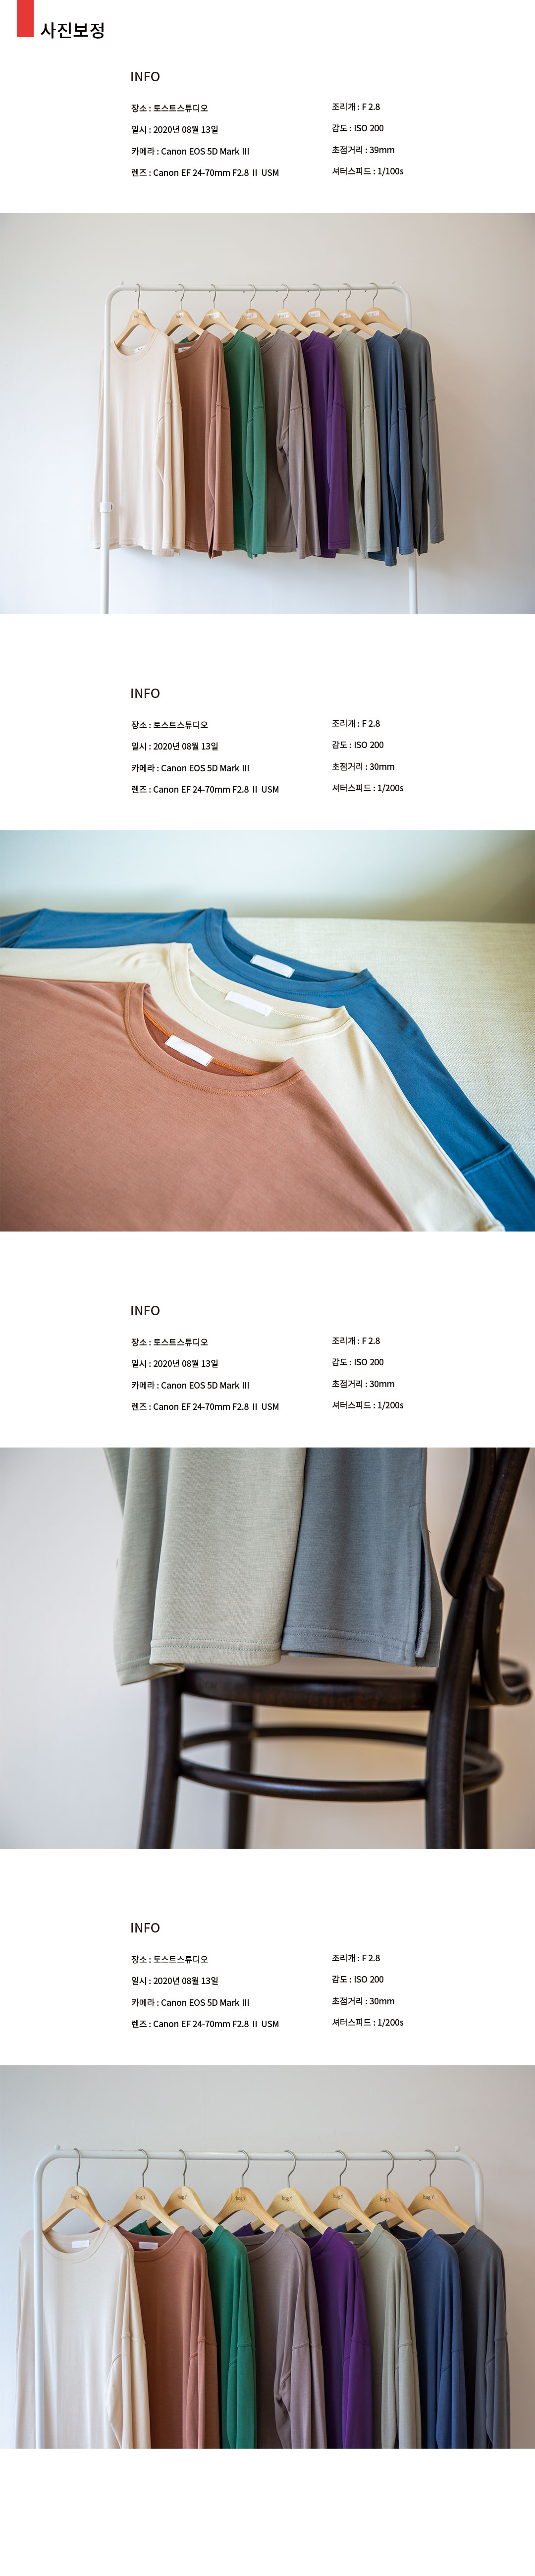 사진보정
INFO
장소 : 토스트스튜디오
일시 : 2020년 08월 13일
카메라 : Canon EOS 5D Mark III
렌즈 : Canon EF 24-70mm F2.8 II USM
조리개 : F 2.8
감도 : ISO 200
초점거리 : 39mm
셔터스피드 : 1/100s
INFO
장소 : 토스트스튜디오
일시 : 2020년 08월 13일
카메라 : Canon EOS 5D Mark III
렌즈 : Canon EF 24-70mm F2.8 II USM
조리개 : F 2.8
감도 : ISO 200
초점거리 : 30mm
셔터스피드 : 1/200s
INFO
장소 : 토스트스튜디오
일시 : 2020년 08월 13일
카메라 : Canon EOS 5D Mark III
렌즈 : Canon EF 24-70mm F2.8 II USM
조리개 : F 2.8
감도 : ISO 200
초점거리 : 30mm
셔터스피드 : 1/200s
INFO
장소 : 토스트스튜디오
일시 : 2020년 08월 13일
카메라 : Canon EOS 5D Mark III
렌즈 : Canon EF 24-70mm F2.8 II USM
조리개 : F 2.8
감도 : ISO 200
초점거리 : 30mm
셔터스피드 : 1/200s